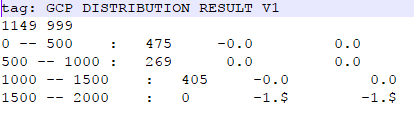 tag: GCP DISTRIBUTION RESULT V1
1149 999
0 -- 500 : 475 -0.0 0.0
500 -- 1000 : 269 0.0 0.0
1000 -- 1500 : 405 -0.0 0.0
1500 -- 2000 : 0 -1.$ -1.$